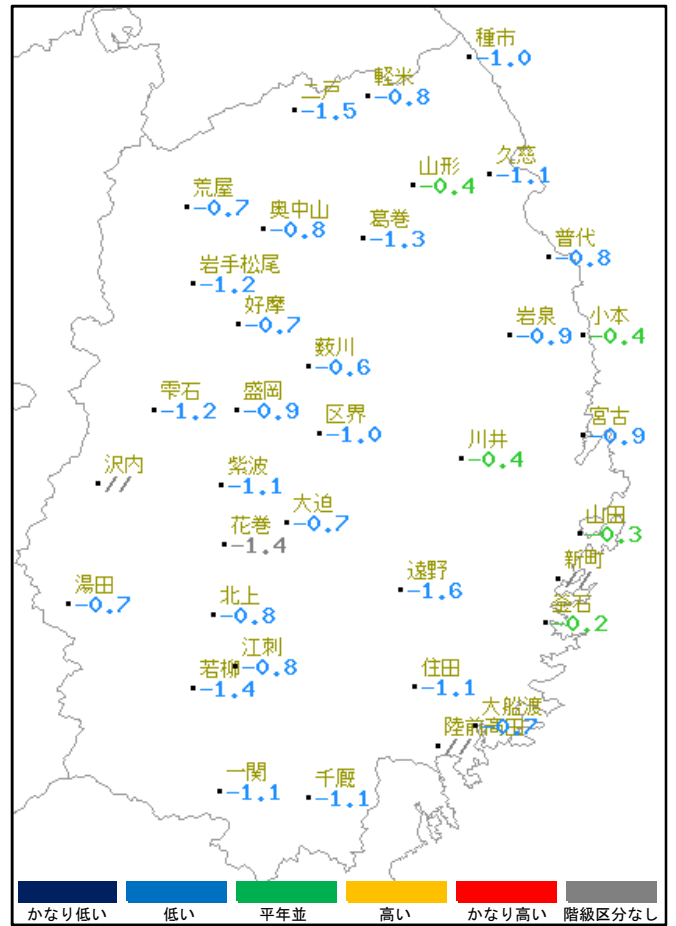 種市
-1.0
軽米
-0.8
二戸
-1.5
久慈
-1.1
山形
-0.4
荒屋
-0.7
奥中山
-0.8
葛巻
-1.3
普代
-0.8
岩手松尾
-1.2
好摩
-0.7
岩泉
-0.9
小本
-0.4
薮川
-0.6
雫石
-1.2
盛岡
-0.9
区界
-1.0
宮古
-0.9
川井
-0.4
沢内
//
紫波
-1.1
大迫
-0.7
花巻
-1.4
山田
-0.3
新町
//
遠野
-1.6
湯田
-0.7
北上
-0.8
釜石
-0.2
江刺
-0.8
若柳
-1.4
住田
-1.1
大船渡
-0.7
陸前高田
//
一関
-1.1
千厩
-1.1
かなり低い 低い 平年並 高い かなり高い 階級区分なし